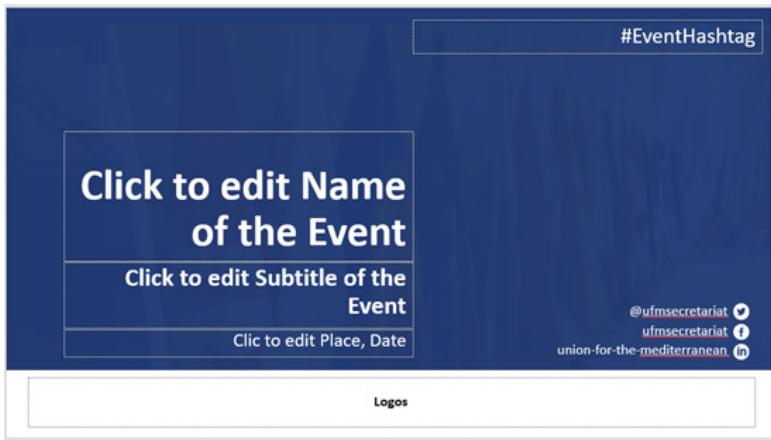 #EventHashtag
Click to edit Name
of the Event
Click to edit Subtitle of the
Event
Clic to edit Place, Date
@ufmsecretariat
ufmsecretariat
union-for-the-mediterranean
Logos